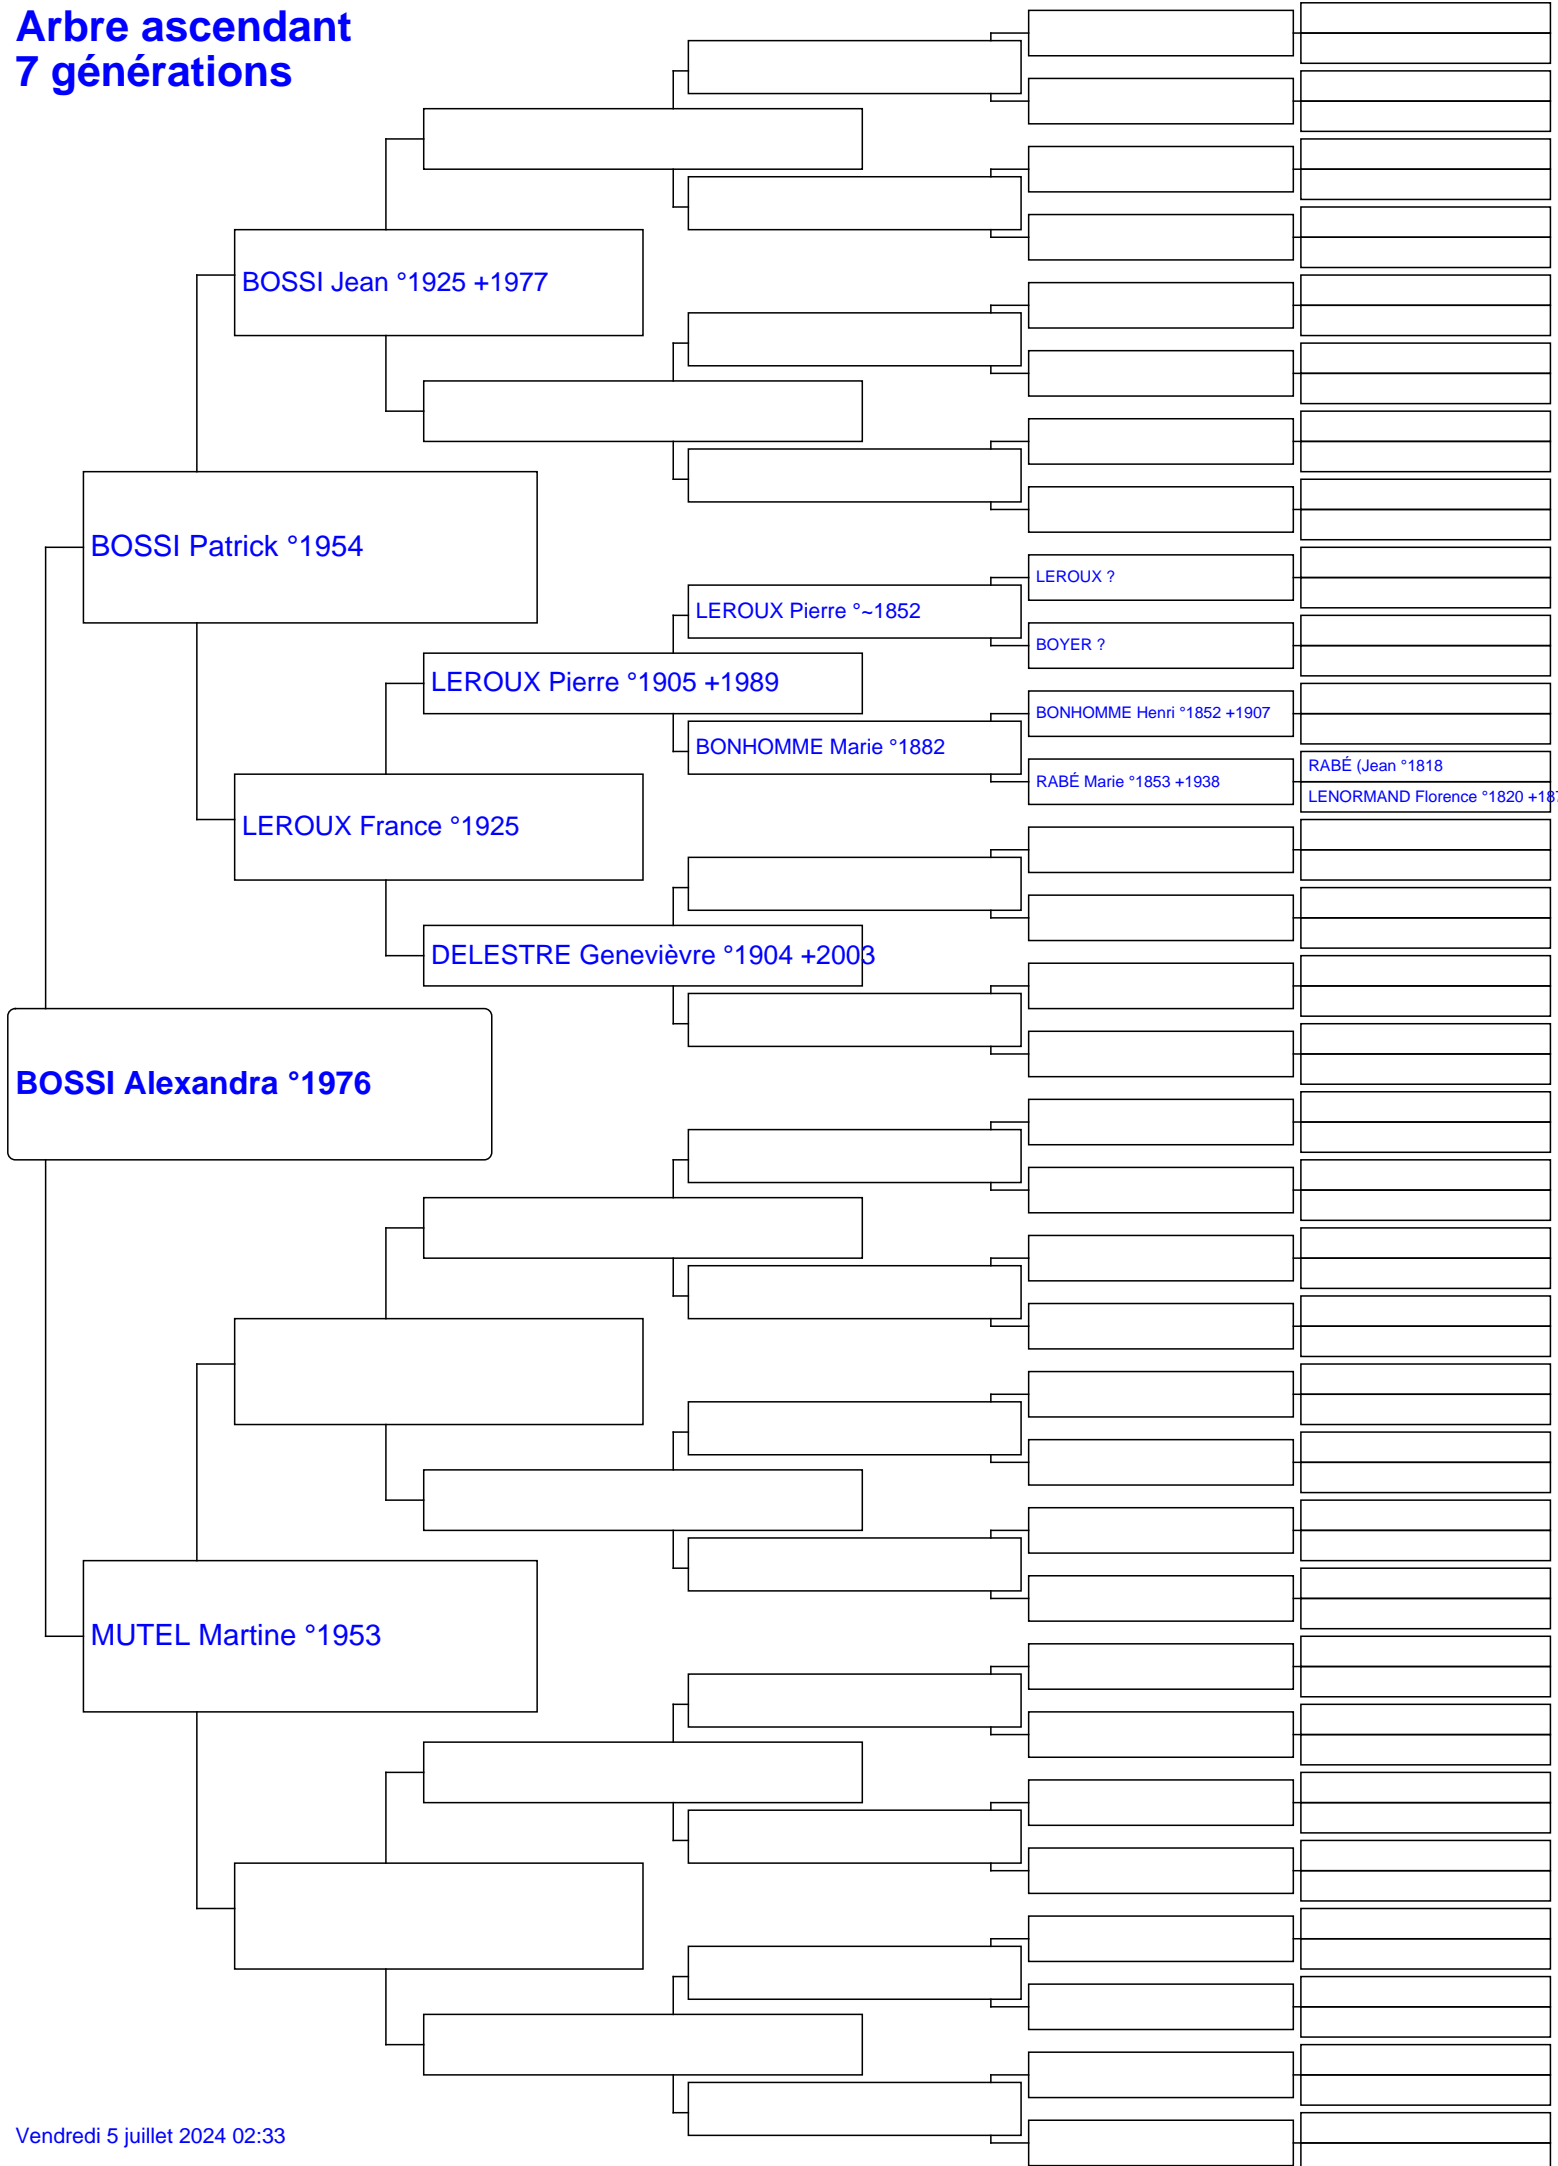 Arbre ascendant
7 générations
BOSSI Jean °1925 +1977
BOSSI Patrick °1954
LEROUX ?
LEROUX Pierre °~1852
BOYER ?
LEROUX Pierre °1905 +1989
BONHOMME Henri °1852 +1907
BONHOMME Marie °1882
RABÉ (Jean °1818
RABÉ Marie °1853 +1938
LENORMAND Florence °1820
LEROUX France °1925
DELESTRE Genevièvre °1904 +2003
BOSSI Alexandra °1976
MUTEL Martine °1953
Vendredi 5 juillet 2024 02:33